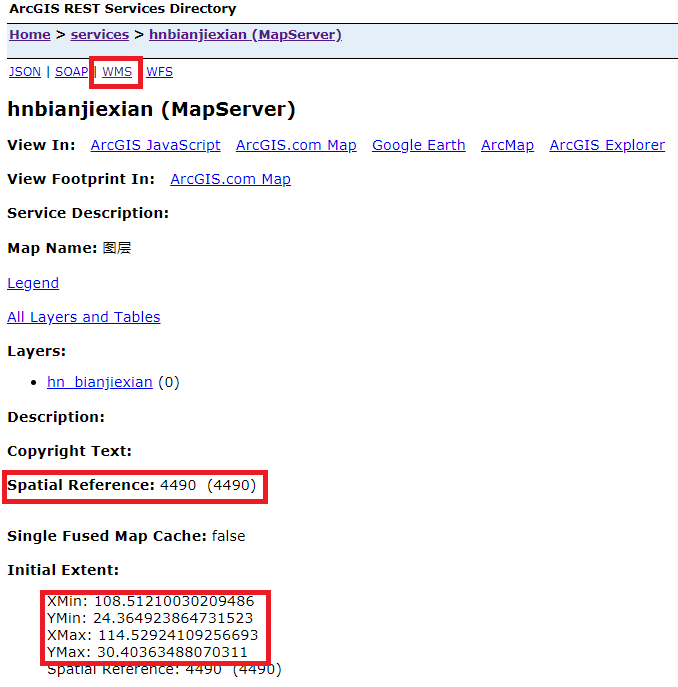 ArcGIS REST Services Directory
Home > services > hnbianjiexian (MapServer)
JSON | SOAP | WMS WFS
hnbianjiexian (MapServer)
View In: ArcGIS JavaScript ArcGIS.com Map Google Earth ArcMap ArcGIS Explorer
View Footprint In: ArcGIS.com Map
Service Description:
Map Name: 图层
Legend
All Layers and Tables
Layers:
• hn_bianjiexian (0)
Description:
Copyright Text:
Spatial Reference: 4490 (4490)
Single Fused Map Cache: false
Initial Extent:
XMin: 108.51210030209486
YMin: 24.364923864731523
XMax: 114.52924109256693
YMax: 30.40363488070311
Spatial Reference: 4490 (4490)